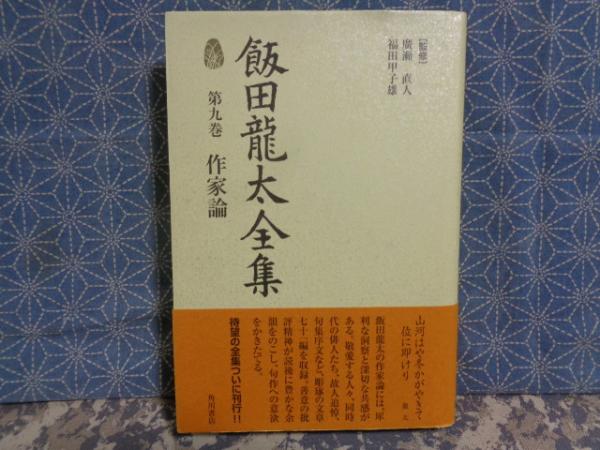 [監修]
廣瀬 直人
福田甲子雄
飯田龍太全集
第九巻 作家論
山河はや冬かがやきて
位に即けり 龍太
飯田龍太の作家論には、犀
利な洞察と深切な共感が
ある。敬愛する人々、同時
代の俳人たち、故人追悼、
句集序文など、彫琢の文章
七十一編を収録。善意の批
評精神が読後に豊かな余
韻をのこし、句作への意欲
をかきたてる。
待望の全集ついに刊行!!
角川書店